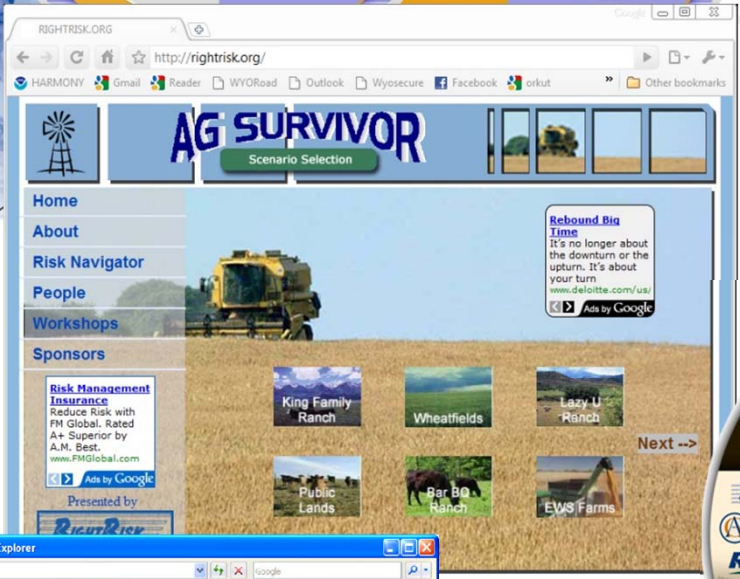 Google
RIGHTRISK.ORG
http://rightrisk.org/
HARMONY Gmail Reader WYORoad Outlook Wyosecure Facebook orkut » Other bookmarks
AG SURVIVOR
Scenario Selection
Home
About
Risk Navigator
People
Workshops
Sponsors
Rebound Big
Time
It's no longer about
the downturn or the
upturn. It's about
your turn
www.deloitte.com/us/
Ads by Google
Risk Management
Insurance
Reduce Risk with
FM Global. Rated
A+ Superior by
A.M. Best.
www.FMGlobal.com
Ads by Google
Presented by
RIGHTRISK
King Family
Ranch
Wheatfields
Lazy U
Ranch
Next -->
Public
Lands
Bar BQ
Ranch
EWS Farms
Explorer
Google